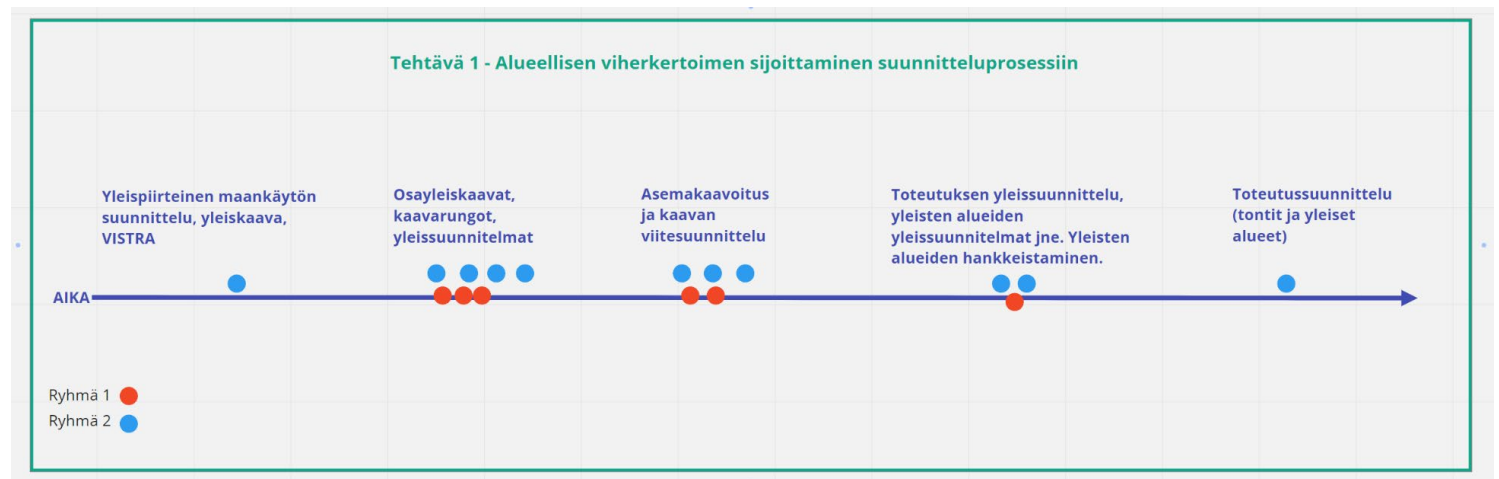 Tehtävä 1 - Alueellisen viherkertoimen sijoittaminen suunnitteluprosessiin
Yleispiirteinen maankäytön
suunnittelu, yleiskaava,
VISTRA
Osayleiskaavat,
kaavarungot,
yleissuunnitelmat
Asemakaavoitus
ja kaavan
viitesuunnittelu
Toteutuksen yleissuunnittelu,
yleisten alueiden
yleissuunnitelmat jne. Yleisten
alueiden hankkeistaminen.
Toteutussuunnittelu
(tontit ja yleiset
alueet)
AIKA
Ryhmä 1
Ryhmä 2